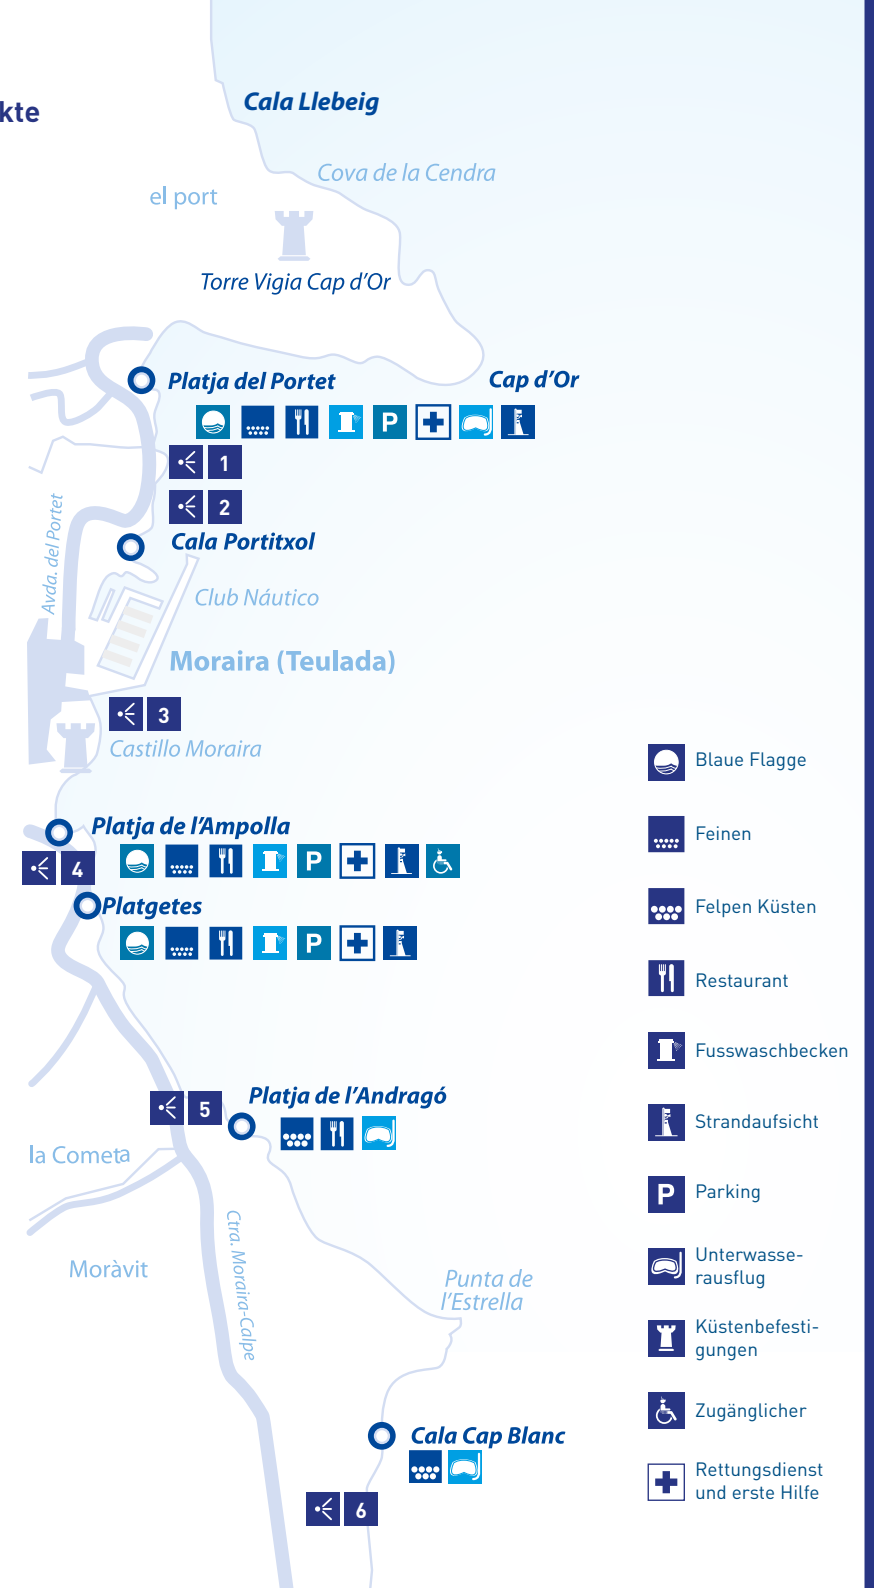 Cala Llebeig
kte
Cova de la Cendra
el port
Torre Vigia Cap d'Or
Platja del Portet
Cap d'Or
P
1
2
Avda. del Portet
Cala Portitxol
Club Náutico
Moraira (Teulada)
3
Castillo Moraira
Platja de l'Ampolla
4
P
Platgetes
P
Platja de l'Andragó
5
la Cometa
Ctra. Moraira-Calpe
Moràvit
Punta de
l'Estrella
Cala Cap Blanc
6
Blaue Flagge
Feinen
Felpen Küsten
Restaurant
Fusswaschbecken
Strandaufsicht
P Parking
Unterwasse-
rausflug
Küstenbefesti-
gungen
Zugänglicher
Rettungsdienst
und erste Hilfe